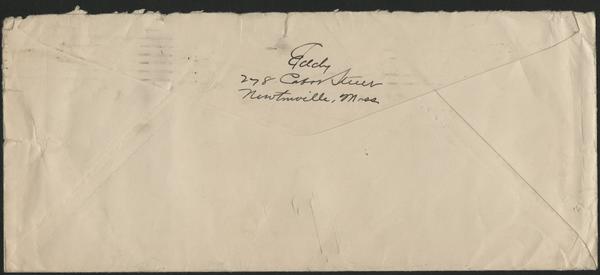 Eddy
278 Cabot Street
Newtonville, Mass